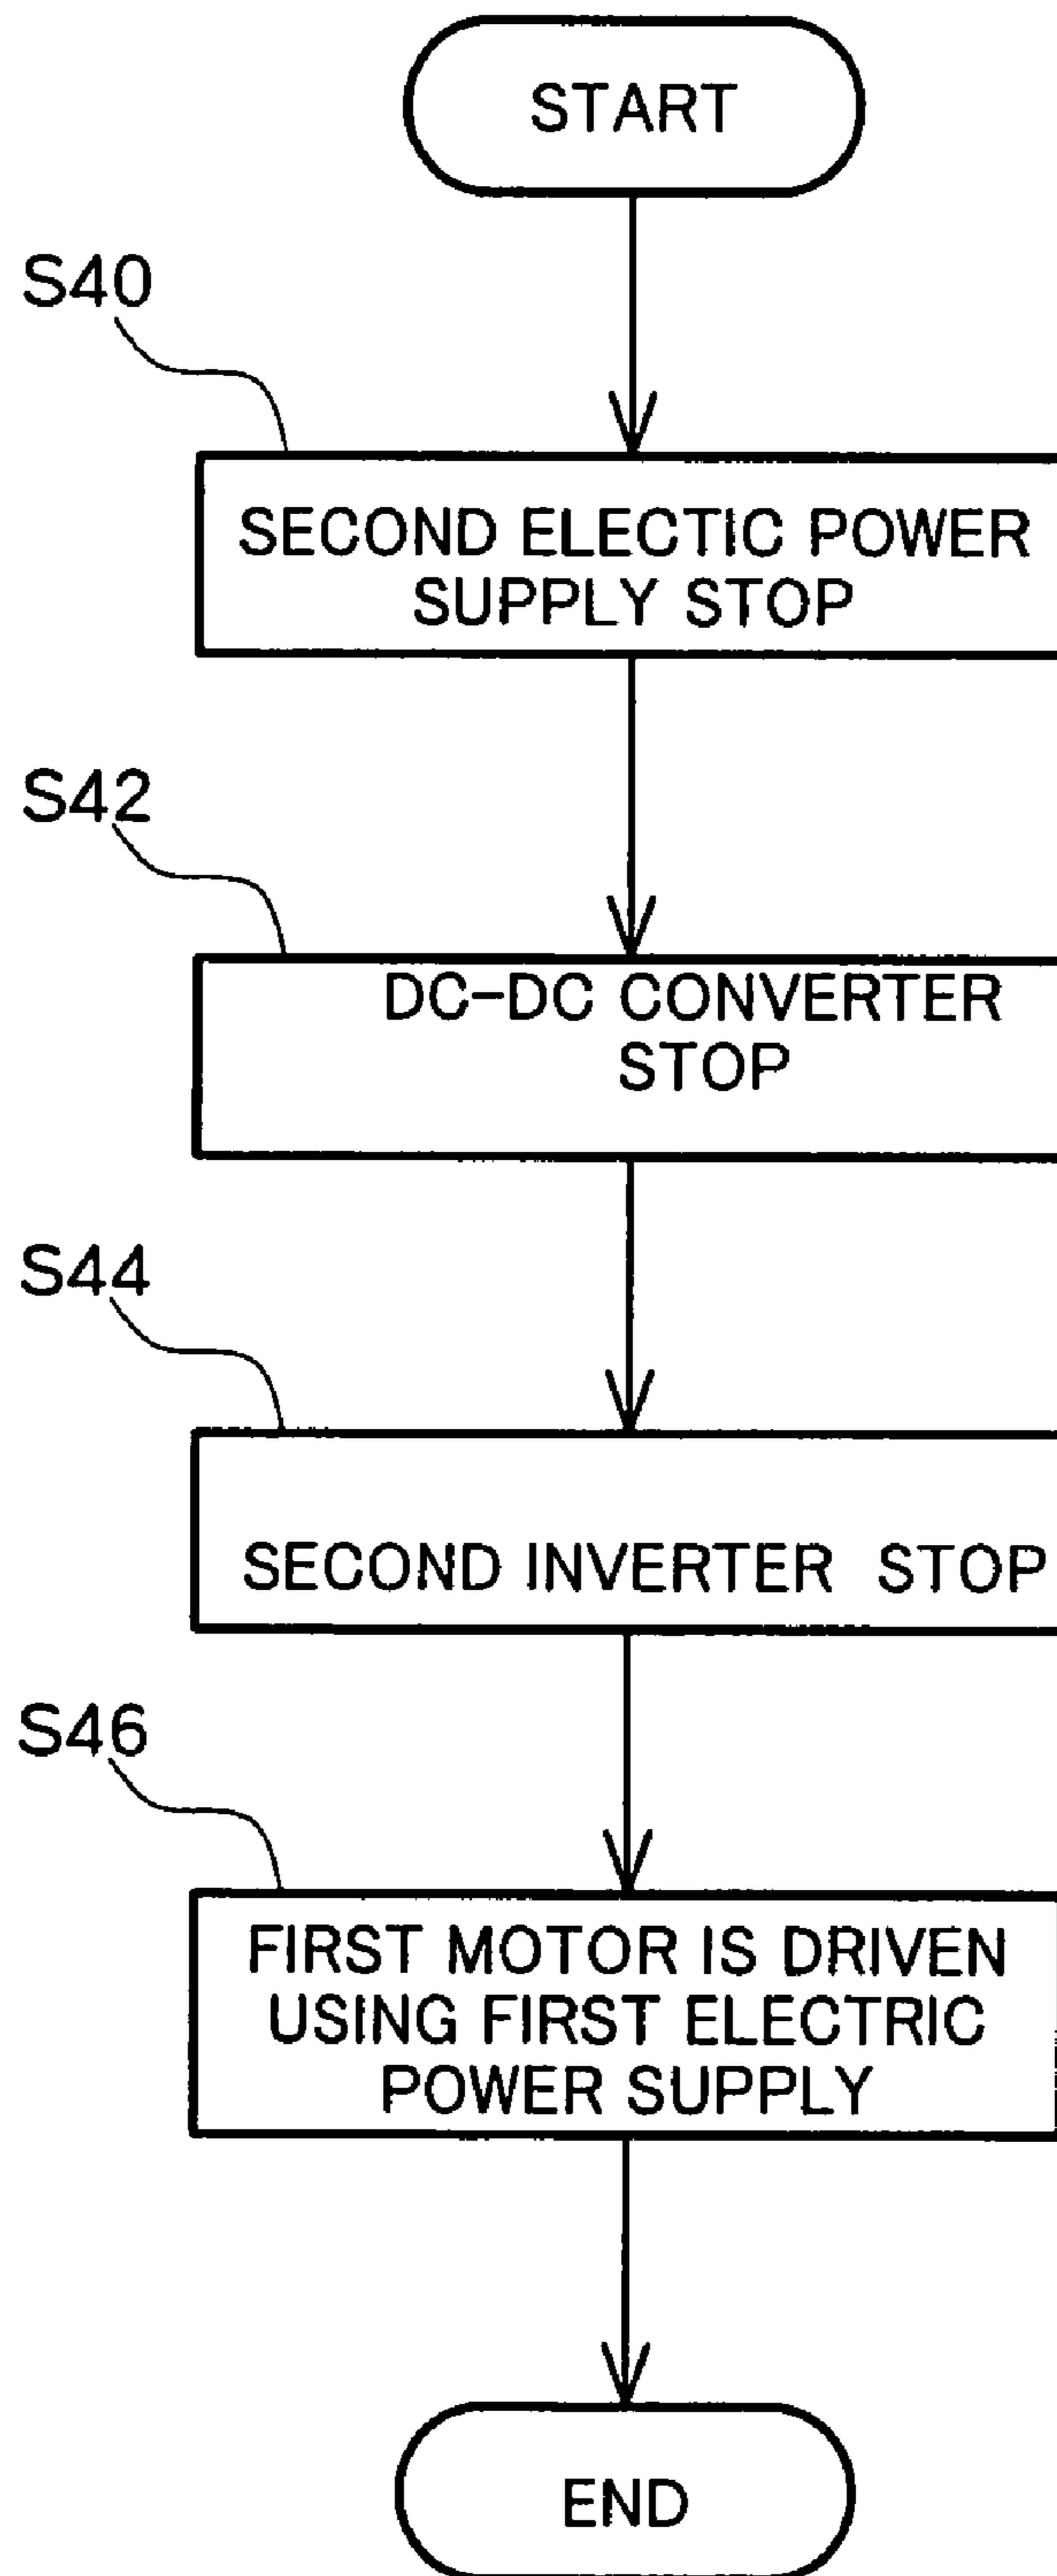 START
S40
SECOND ELECTIC POWER
SUPPLY STOP
S42
DC-DC CONVERTER
STOP
S44
SECOND INVERTER STOP
S46
FIRST MOTOR IS DRIVEN
USING FIRST ELECTRIC
POWER SUPPLY
END